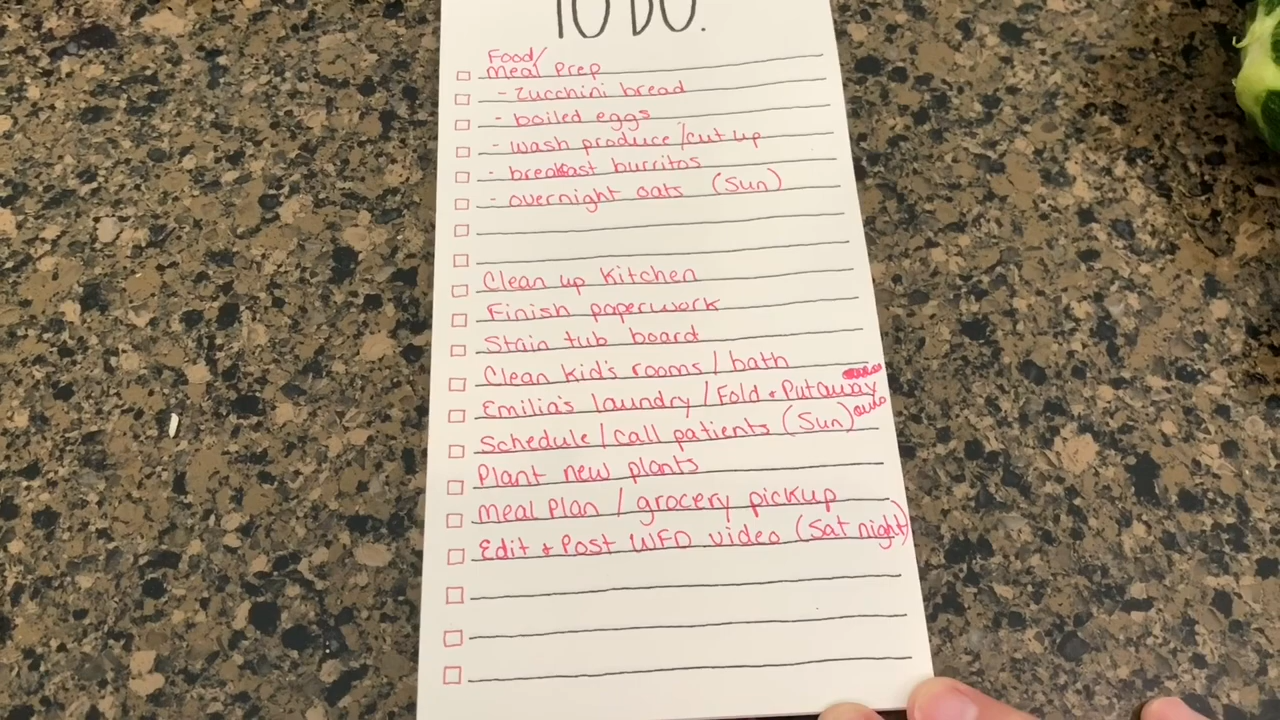 TO DO.
Food/
Meal Prep
- Zucchini bread
- boiled eggs
- wash produce/cut up
- breakfast burritos
- overnight oats (Sun)
Clean up Kitchen
Finish paperwork
Stain tub board
Clean Kid's rooms / bath
Emilia's laundry / Fold + Put away
away
Schedule / call patients (Sun)
Plant new plants
Meal Plan / grocery pickup
Edit + Post WFD video (Sat night)